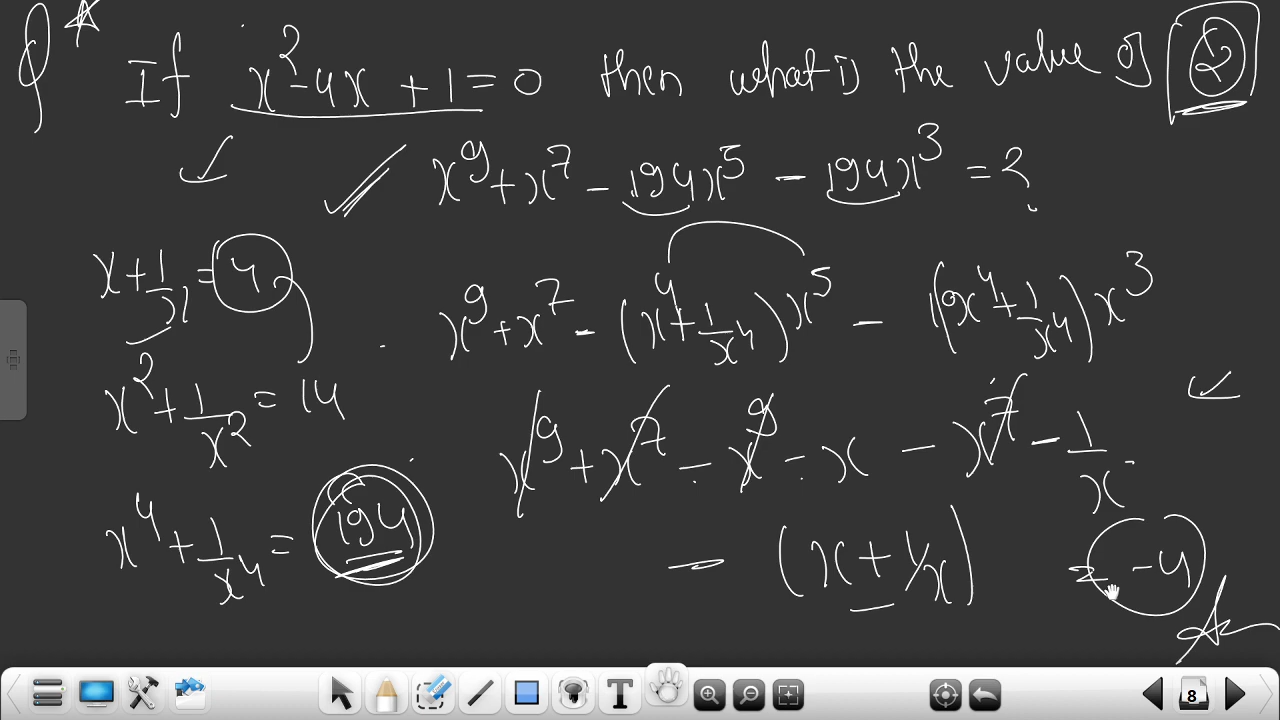 Q * If x² - 4x + 1 = 0 then what is the value of 2
x⁹ + x⁷ - 194x⁵ - 194x³ = ?
x + 1/x = 4
x⁹ + x⁷ - (x⁴ + 1/x⁴)x⁵ - (x⁴ + 1/x⁴)x³
x² + 1/x² = 14
x⁹ + x⁷ - x⁹ - x - x⁷ - 1/x
x⁴ + 1/x⁴ = 194
- (x + 1/x) = -4
T
8